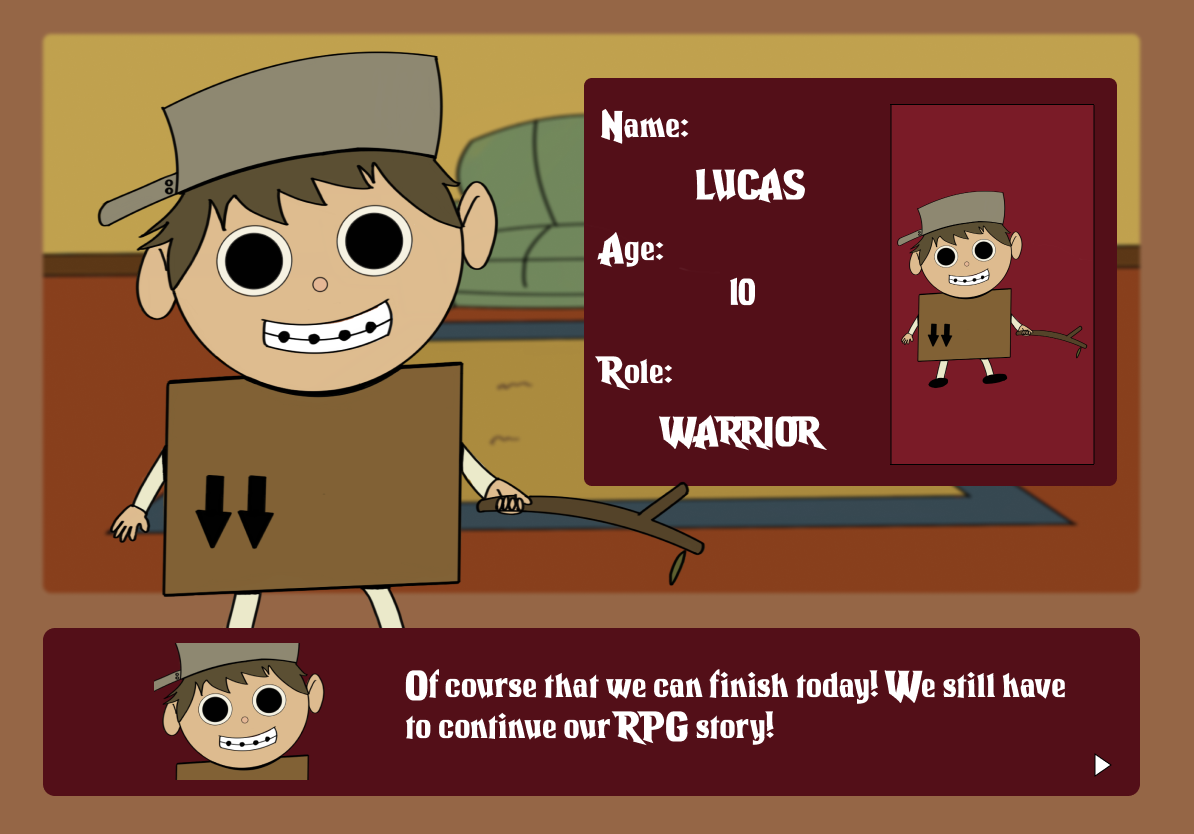 Name:
LUCAS
Age:
10
Role:
WARRIOR
Of course that we can finish today! We still have
to continue our RPG story!